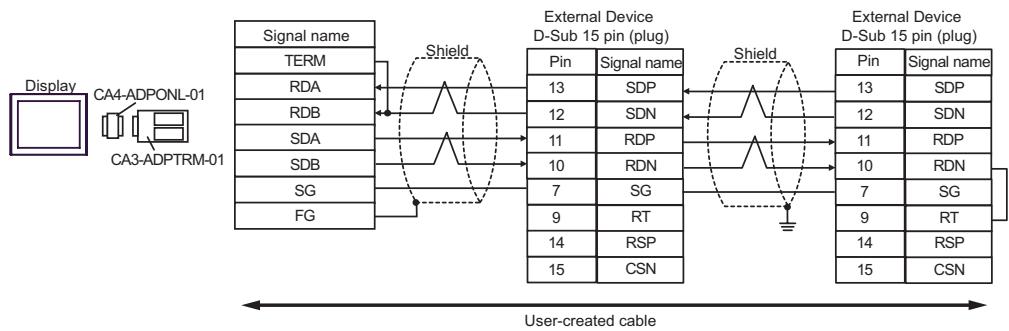 External Device
D-Sub 15 pin (plug)
External Device
D-Sub 15 pin (plug)
Signal name
Shield
Pin Signal name
Shield
Pin Signal name
TERM
RDA
13 SDP
13 SDP
Display
CA4-ADPONL-01
RDB
12 SDN
12 SDN
SDA
11 RDP
11 RDP
CA3-ADPTRM-01
SDB
10 RDN
10 RDN
SG
7 SG
7 SG
FG
9 RT
9 RT
14 RSP
14 RSP
15 CSN
15 CSN
User-created cable